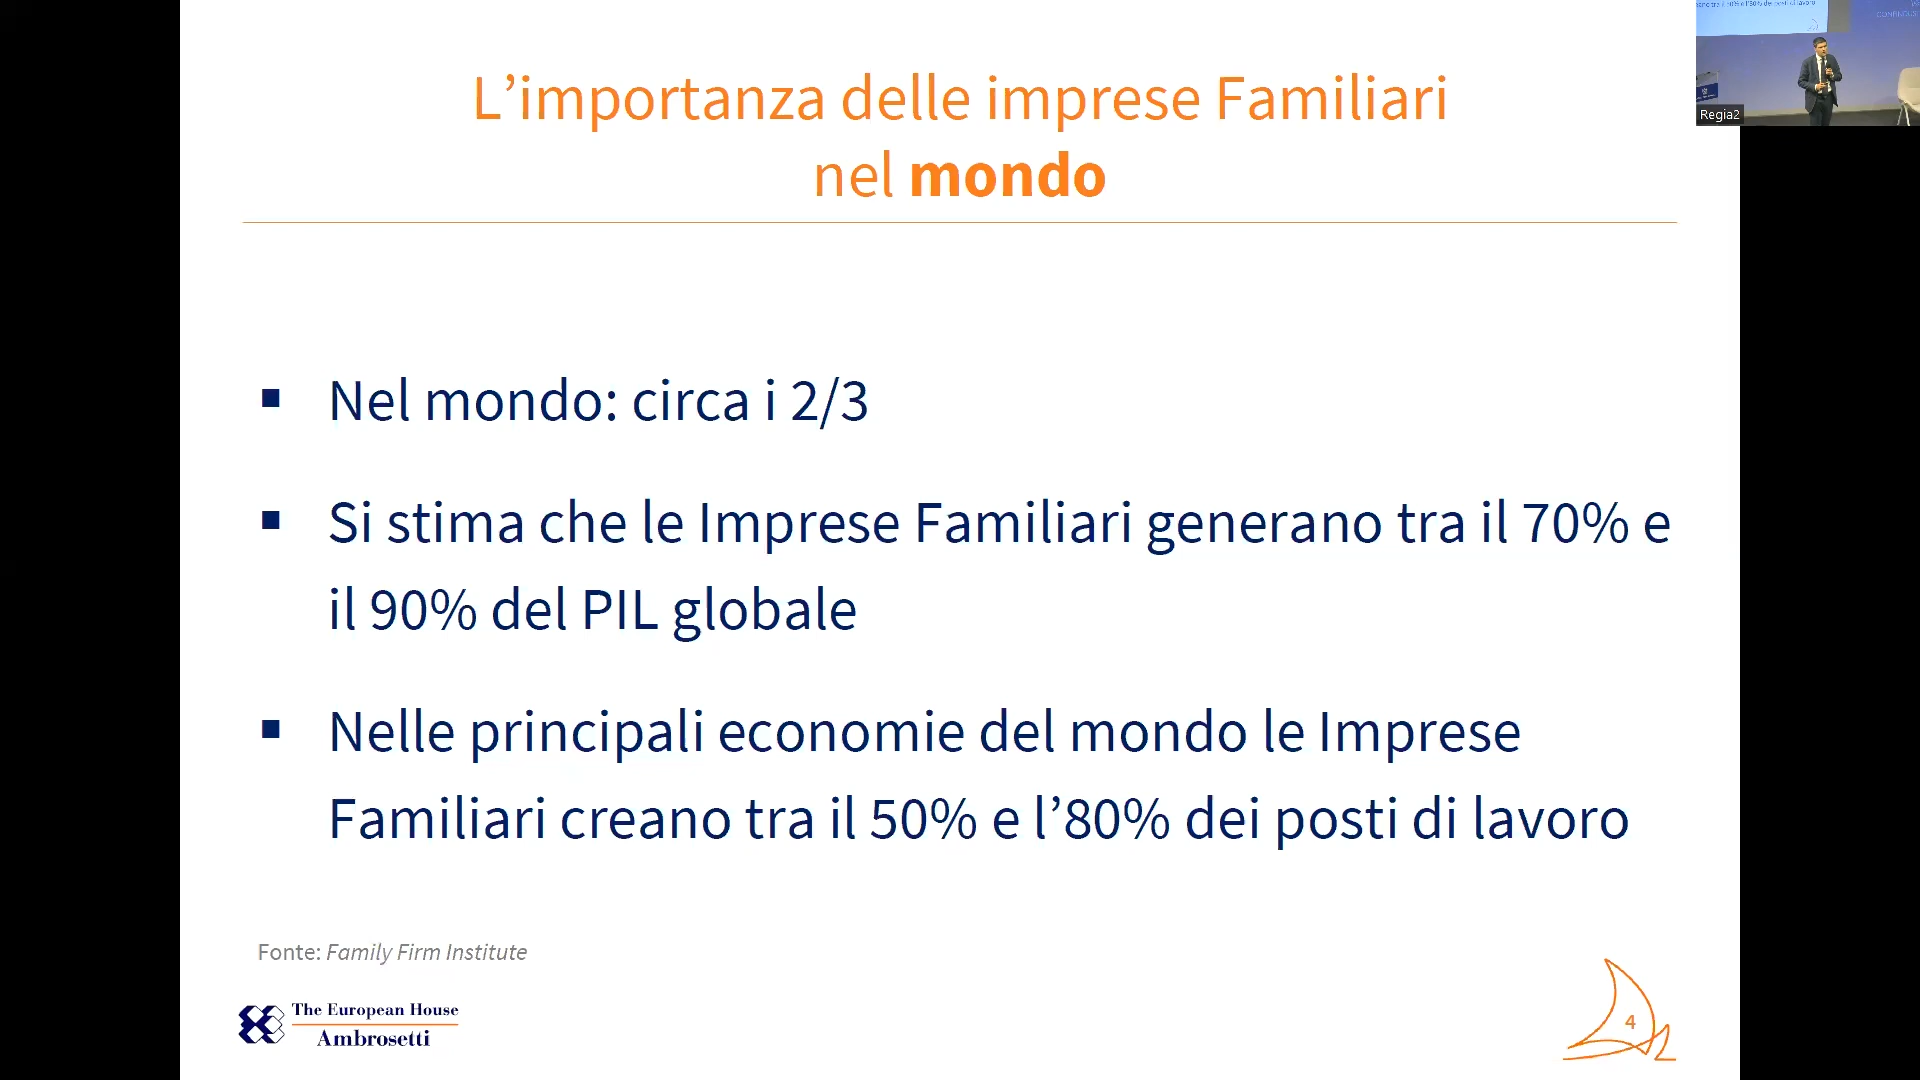 L’importanza delle imprese Familiari
nel mondo
▪ Nel mondo: circa i 2/3
▪ Si stima che le Imprese Familiari generano tra il 70% e
il 90% del PIL globale
▪ Nelle principali economie del mondo le Imprese
Familiari creano tra il 50% e l’80% dei posti di lavoro
Fonte: Family Firm Institute
The European House
Ambrosetti
4
Regia2